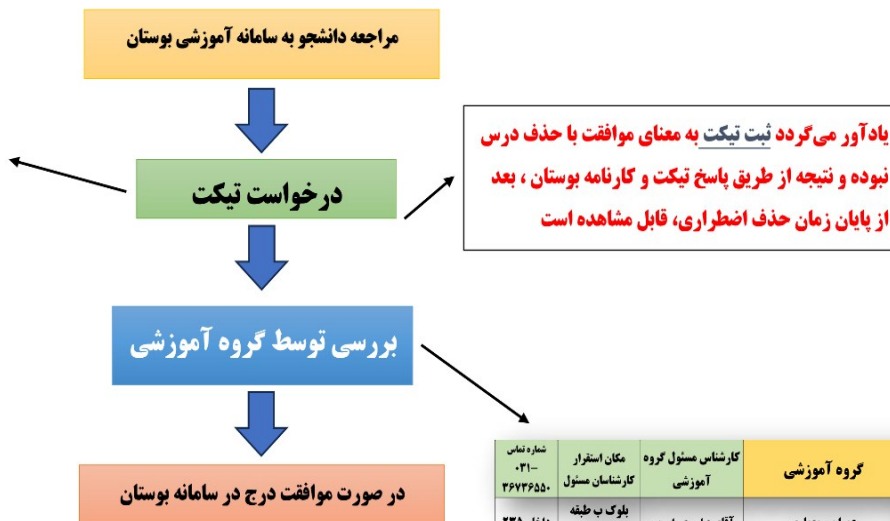 مراجعه دانشجو به سامانه آموزشی بوستان
درخواست تیکت
یادآور می‌گردد ثبت تیکت به معنای موافقت با حذف درس
نبوده و نتیجه از طریق پاسخ تیکت و کارنامه بوستان ، بعد
از پایان زمان حذف اضطراری، قابل مشاهده است
بررسی توسط گروه آموزشی
در صورت موافقت درج در سامانه بوستان
گروه آموزشی
کارشناس مسئول گروه
آموزشی
مکان استقرار
کارشناسان مسئول
شماره تماس
۰۳۱–
۳۶۷۳۶۵۵۰
بلوک ب طبقه